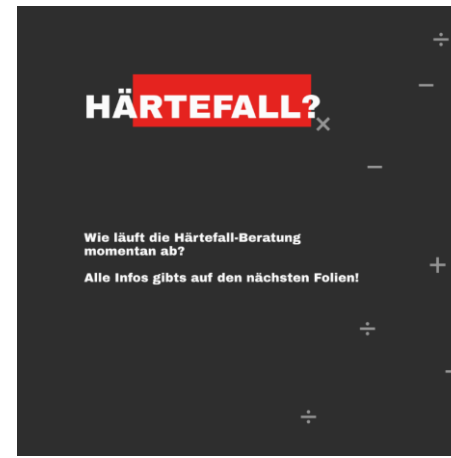 HÄRTEFALL?
Wie läuft die Härtefall-Beratung
momentan ab?
Alle Infos gibts auf den nächsten Folien!